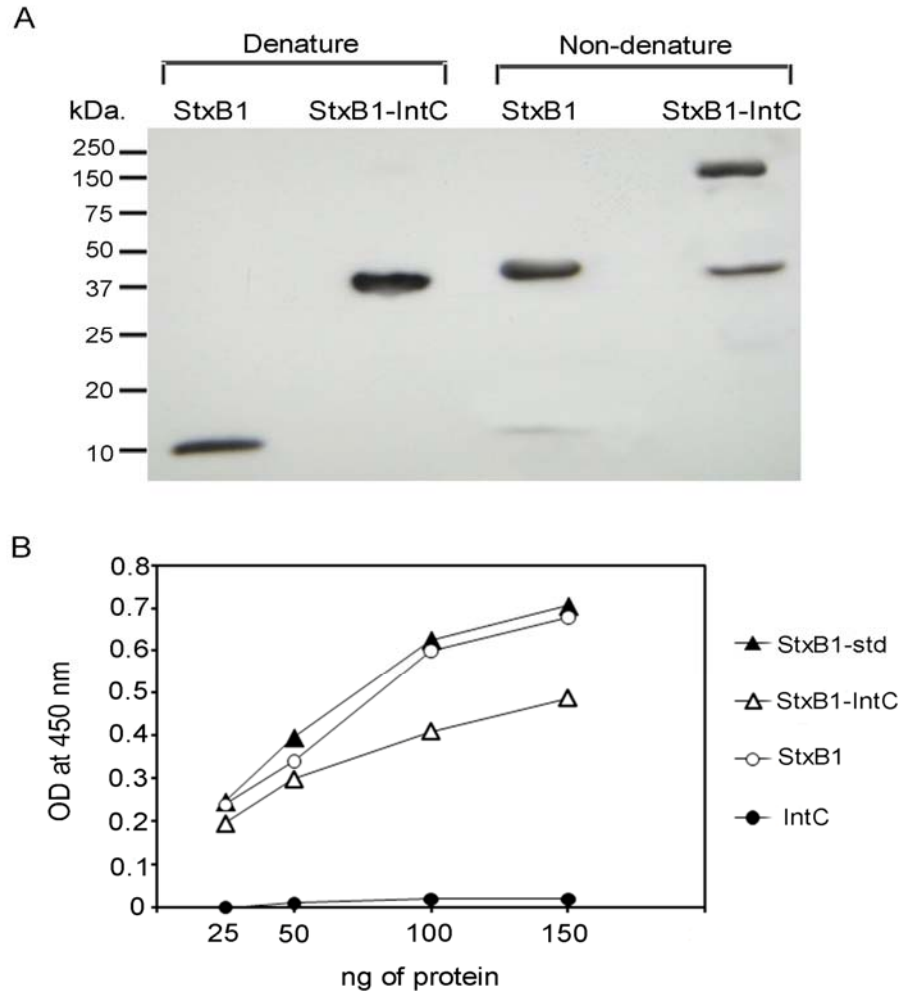 A
Denature
Non-denature
kDa.
StxB1
StxB1-IntC
StxB1
StxB1-IntC
250
150
75
50
37
25
20
10
B
0.8
0.7
0.6
0.5
0.4
0.3
0.2
0.1
0
OD at 450 nm
25
50
100
150
ng of protein
StxB1-std
StxB1-IntC
StxB1
IntC